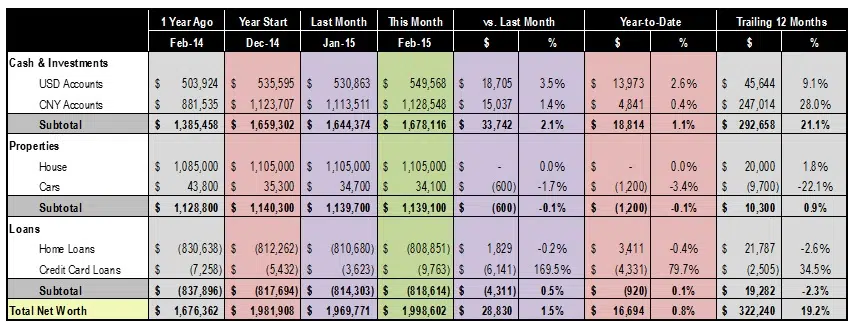 1 Year Ago Year Start Last Month This Month vs. Last Month Year-to-Date Trailing 12 Months
Feb-14 Dec-14 Jan-15 Feb-15 $ % $ % $ %
Cash & Investments
USD Accounts $ 503,924 $ 535,595 $ 530,863 $ 549,568 $ 18,705 3.5% $ 13,973 2.6% $ 45,644 9.1%
CNY Accounts $ 881,535 $ 1,123,707 $ 1,113,511 $ 1,128,548 $ 15,037 1.4% $ 4,841 0.4% $ 247,014 28.0%
Subtotal $ 1,385,458 $ 1,659,302 $ 1,644,374 $ 1,678,116 $ 33,742 2.1% $ 18,814 1.1% $ 292,658 21.1%
Properties
House $ 1,085,000 $ 1,105,000 $ 1,105,000 $ 1,105,000 $ - 0.0% $ - 0.0% $ 20,000 1.8%
Cars $ 43,800 $ 35,300 $ 34,700 $ 34,100 $ (600) -1.7% $ (1,200) -3.4% $ (9,700) -22.1%
Subtotal $ 1,128,800 $ 1,140,300 $ 1,139,700 $ 1,139,100 $ (600) -0.1% $ (1,200) -0.1% $ 10,300 0.9%
Loans
Home Loans $ (830,638) $ (812,262) $ (810,680) $ (808,851) $ 1,829 -0.2% $ 3,411 -0.4% $ 21,787 -2.6%
Credit Card Loans $ (7,258) $ (5,432) $ (3,623) $ (9,763) $ (6,141) 169.5% $ (4,331) 79.7% $ (2,505) 34.5%
Subtotal $ (837,896) $ (817,694) $ (814,303) $ (818,614) $ (4,311) 0.5% $ (920) 0.1% $ 19,282 -2.3%
Total Net Worth $ 1,676,362 $ 1,981,908 $ 1,969,771 $ 1,998,602 $ 28,830 1.5% $ 16,694 0.8% $ 322,240 19.2%